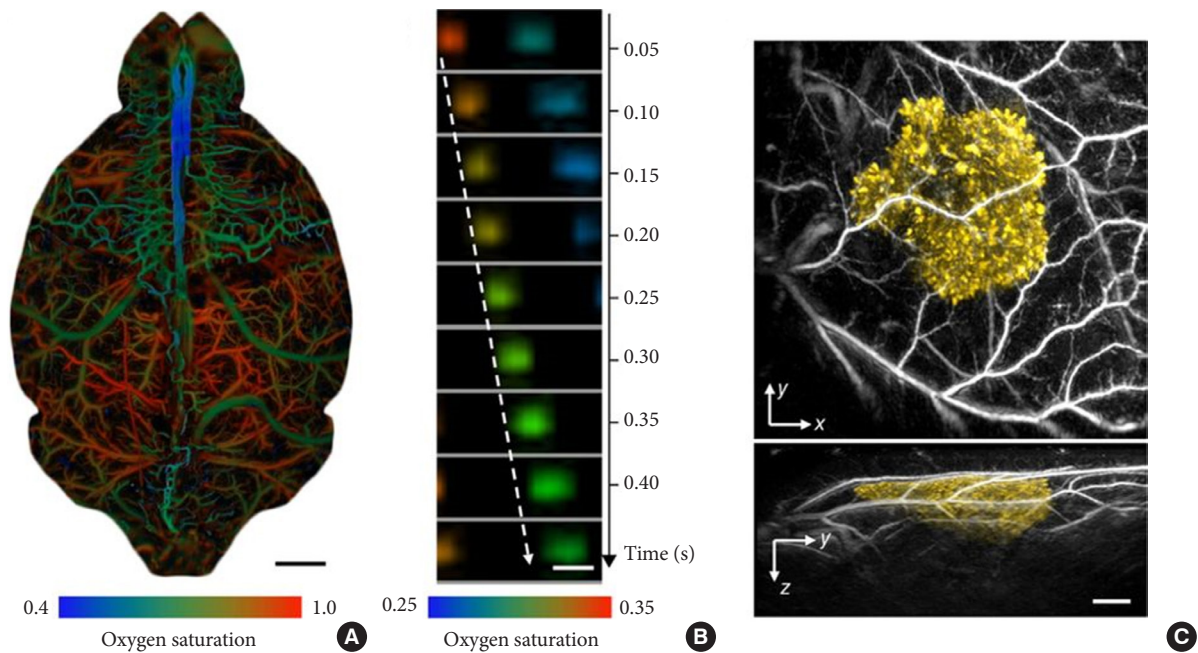 0.4
1.0
Oxygen saturation
A
0.05
0.10
0.15
0.20
0.25
0.30
0.35
0.40
Time (s)
0.25
0.35
Oxygen saturation
B
y
x
y
z
C